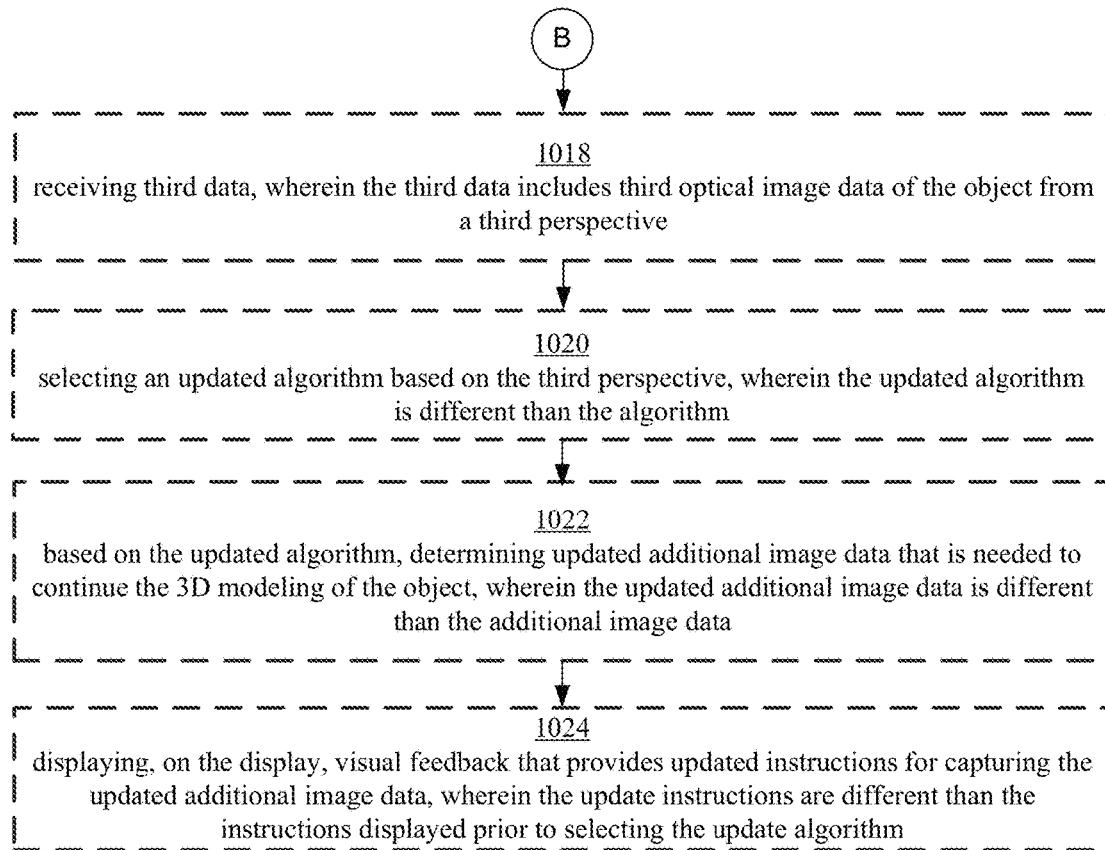 B
1018
receiving third data, wherein the third data includes third optical image data of the object from
a third perspective
1020
selecting an updated algorithm based on the third perspective, wherein the updated algorithm
is different than the algorithm
1022
based on the updated algorithm, determining updated additional image data that is needed to
continue the 3D modeling of the object, wherein the updated additional image data is different
than the additional image data
1024
displaying, on the display, visual feedback that provides updated instructions for capturing the
updated additional image data, wherein the update instructions are different than the
instructions displayed prior to selecting the update algorithm